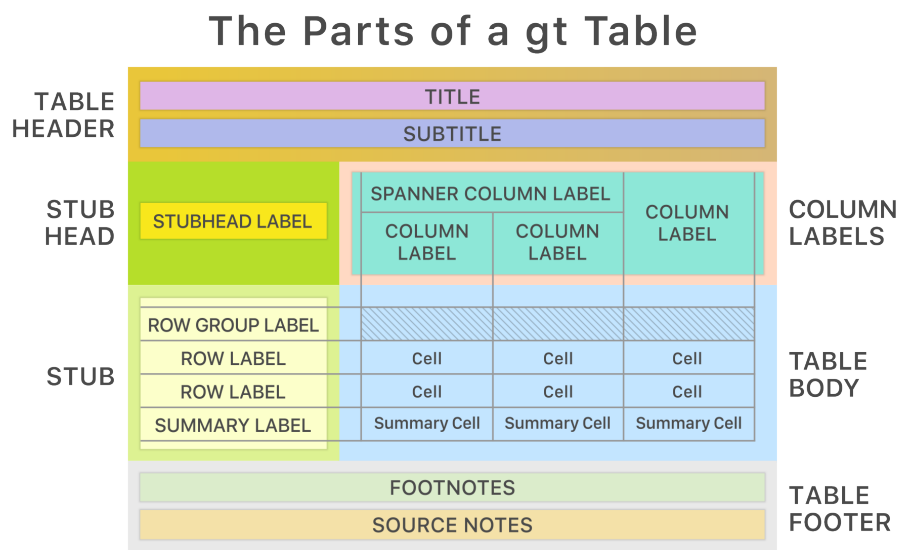 The Parts of a gt Table
TABLE
HEADER
TITLE
SUBTITLE
STUB
HEAD
STUBHEAD LABEL
SPANNER COLUMN LABEL
COLUMN
LABEL
COLUMN
LABEL
COLUMN
LABEL
COLUMN
LABELS
STUB
ROW GROUP LABEL
ROW LABEL Cell Cell Cell
ROW LABEL Cell Cell Cell
SUMMARY LABEL Summary Cell Summary Cell Summary Cell
TABLE
BODY
FOOTNOTES
SOURCE NOTES
TABLE
FOOTER